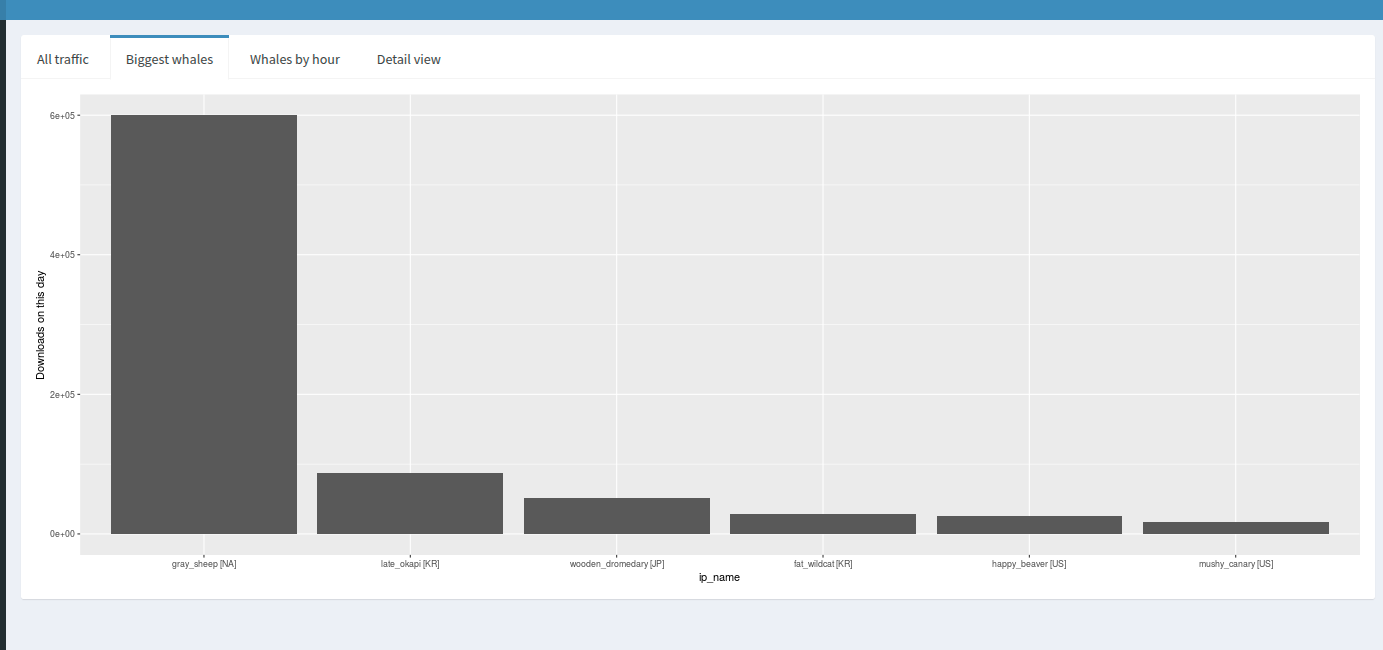 All traffic Biggest whales Whales by hour Detail view
6e+05
4e+05
2e+05
0e+00
Downloads on this day
gray_sheep [NA] late_okapi [KR] wooden_dromedary [JP] fat_wildcat [KR] happy_beaver [US] mushy_canary [US]
ip_name